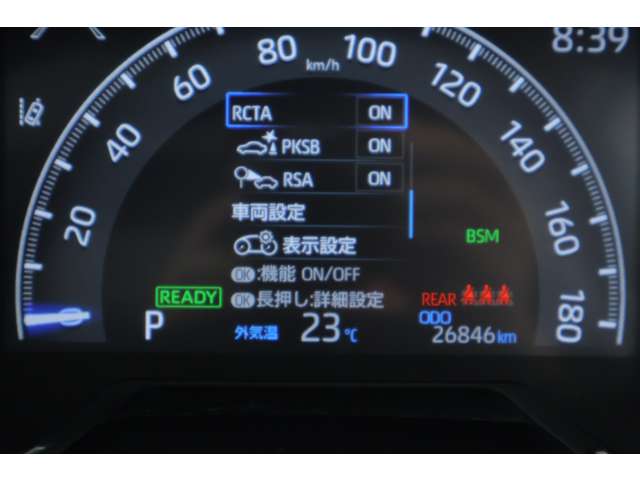 8:39
80
100
km/h
60
120
40
140
20
160
180
RCTA ON
PKSB ON
RSA ON
車両設定
表示設定
OK:機能 ON/OFF
OK長押し:詳細設定
BSM
READY
P
外気温 23℃
REAR
ODO
26846km